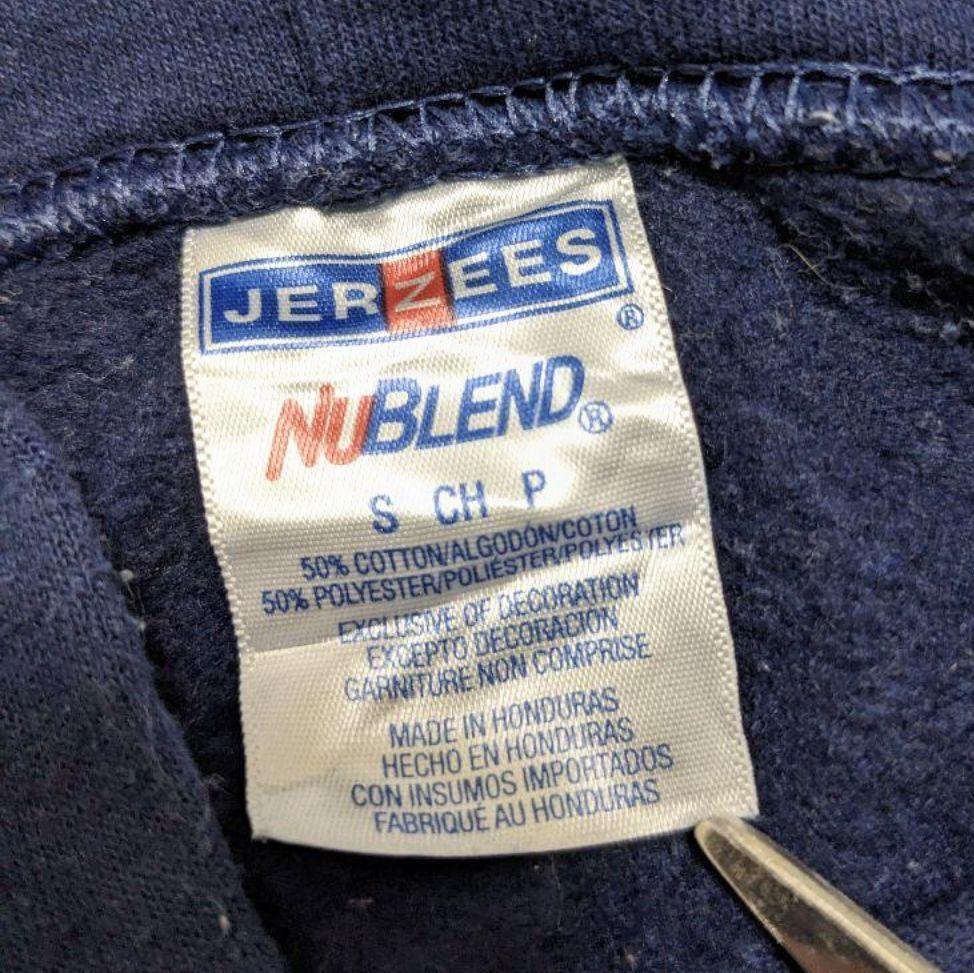 JERZEES ®
NUBLEND ®
S CH P
50% COTTON/ALGODÓN/COTON
50% POLYESTER/POLIÉSTER/POLYESTER
EXCLUSIVE OF DECORATION
EXCEPTO DECORACIÓN
GARNITURE NON COMPRISE
MADE IN HONDURAS
HECHO EN HONDURAS
CON INSUMOS IMPORTADOS
FABRIQUÉ AU HONDURAS